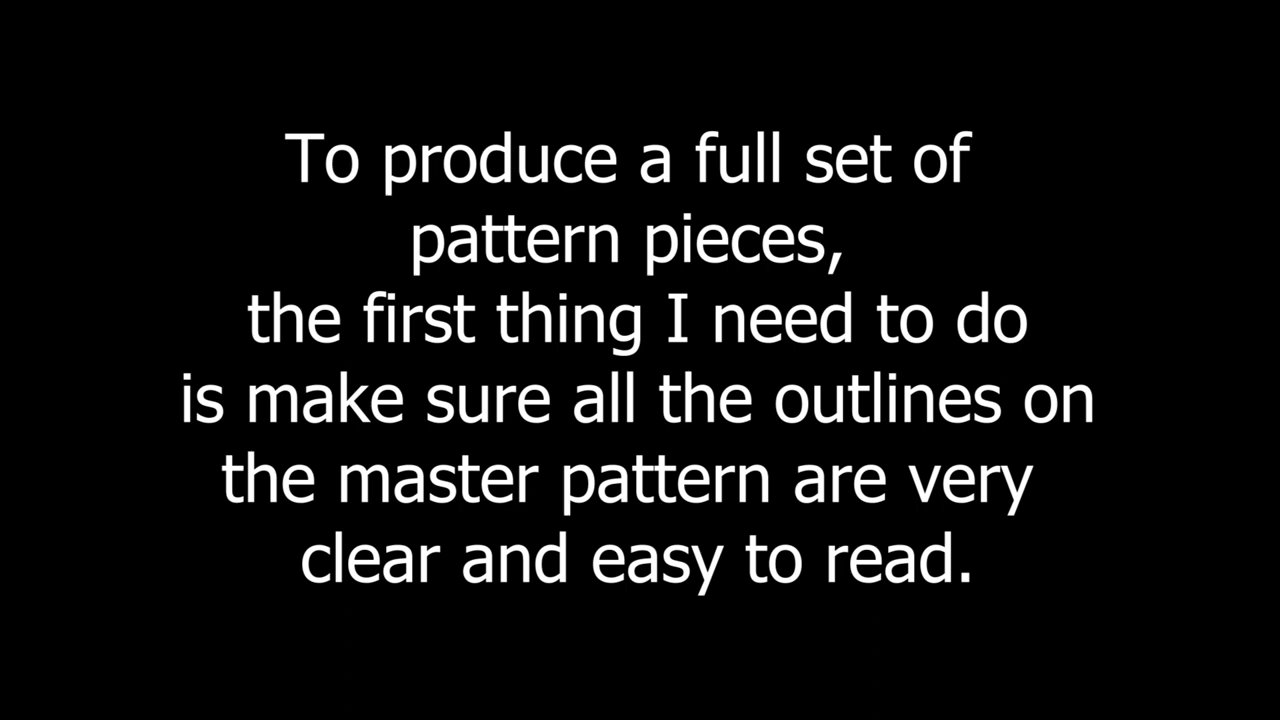 To produce a full set of
pattern pieces,
the first thing I need to do
is make sure all the outlines on
the master pattern are very
clear and easy to read.